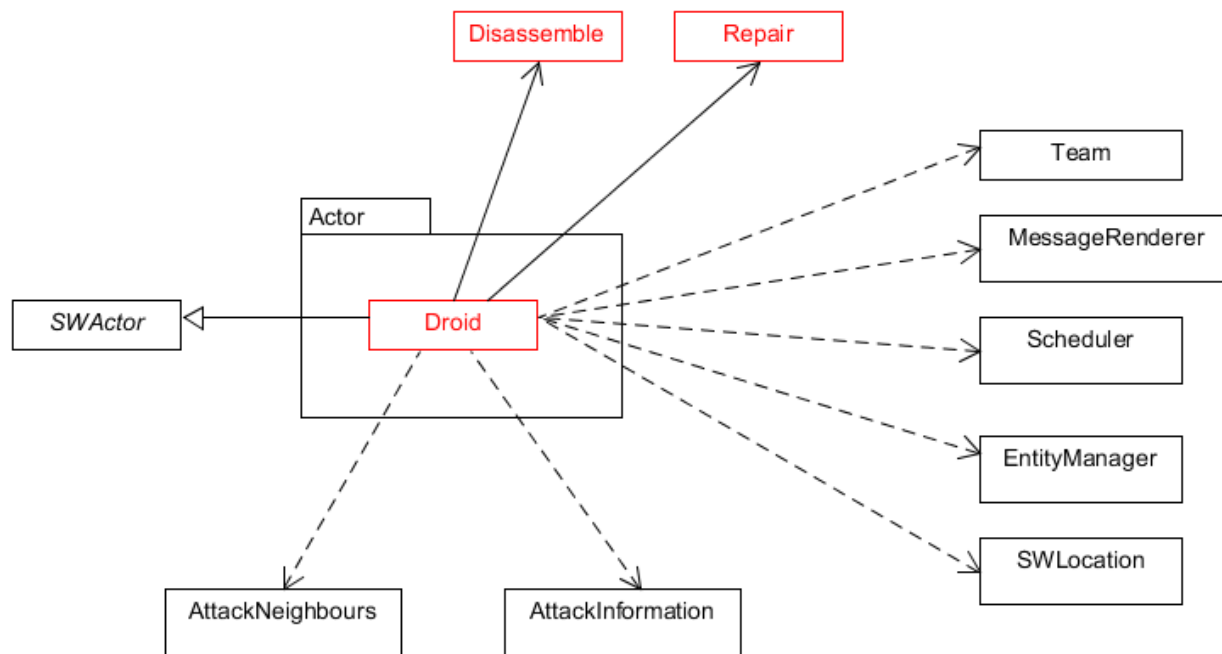 Disassemble
Repair
Team
Actor
MessageRenderer
SWActor
Droid
Scheduler
EntityManager
SWLocation
AttackNeighbours
AttackInformation